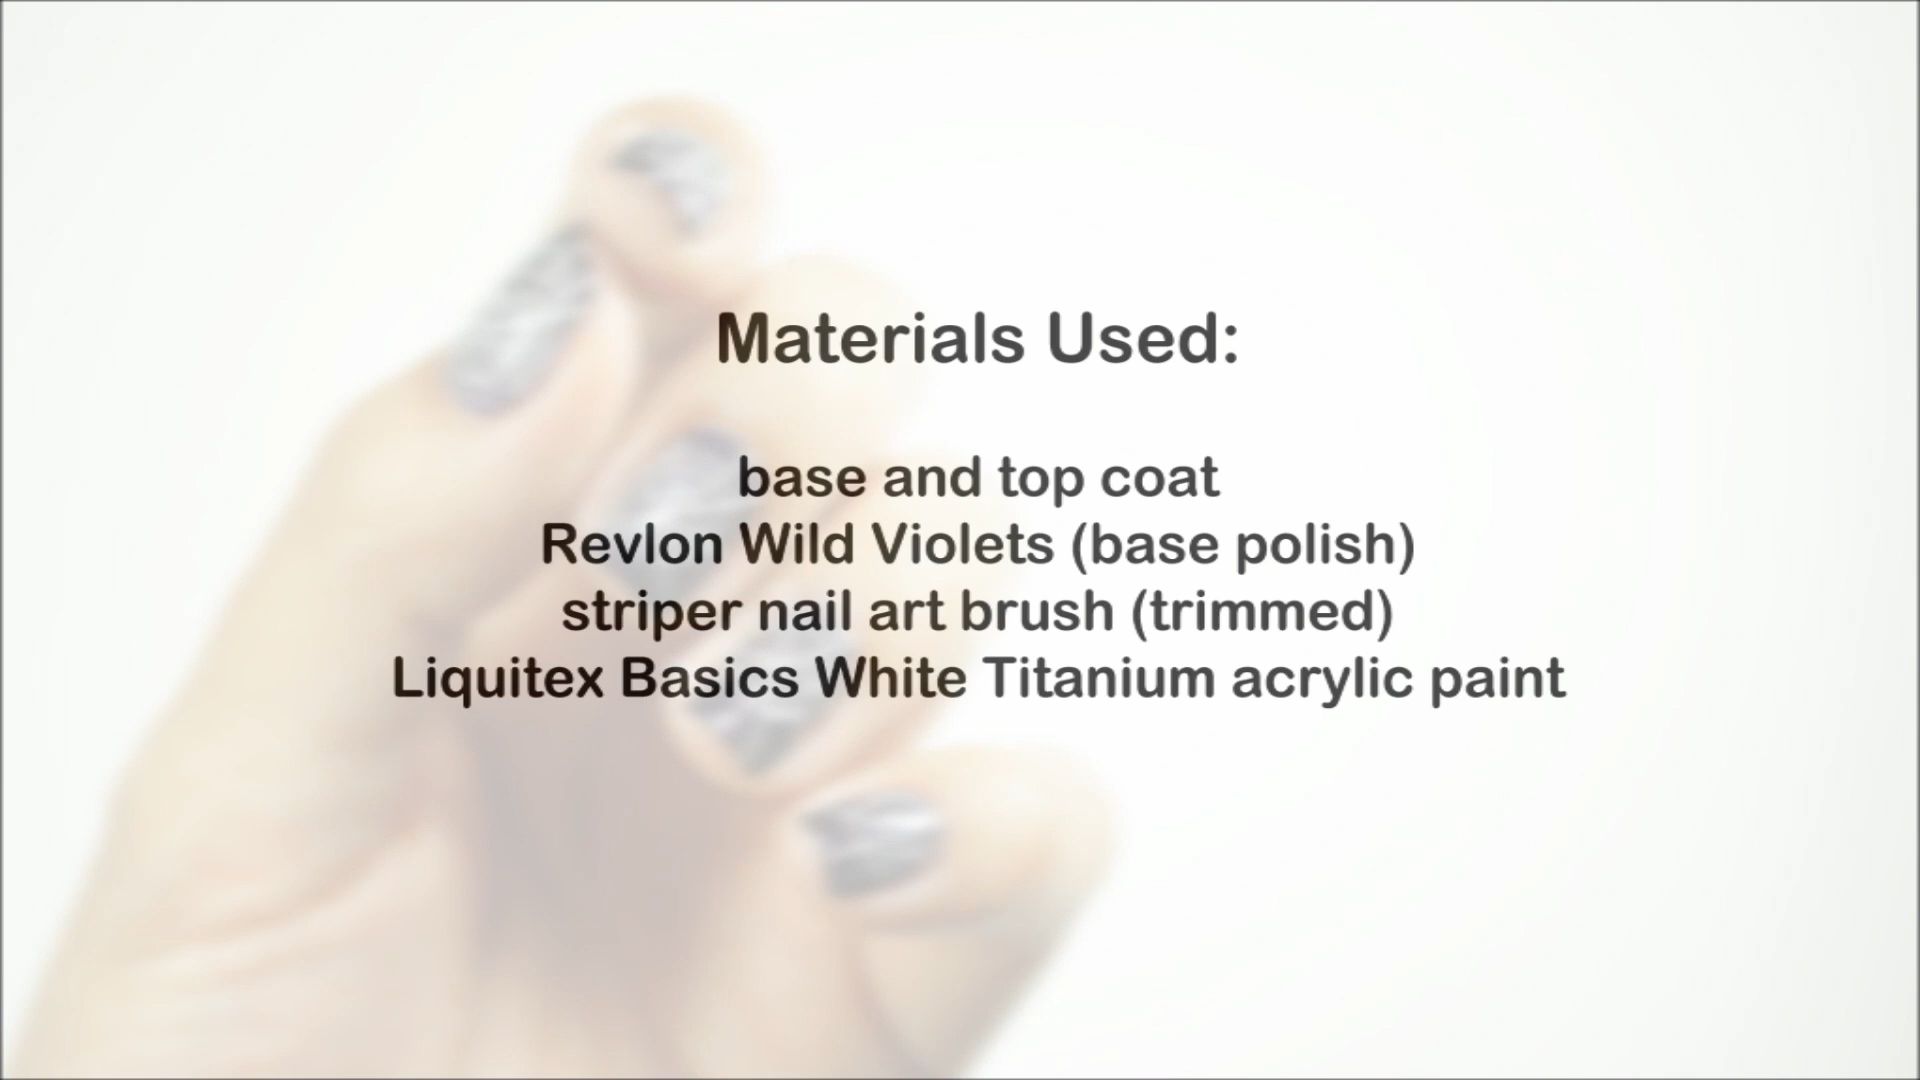 Materials Used:
base and top coat
Revlon Wild Violets (base polish)
striper nail art brush (trimmed)
Liquitex Basics White Titanium acrylic paint